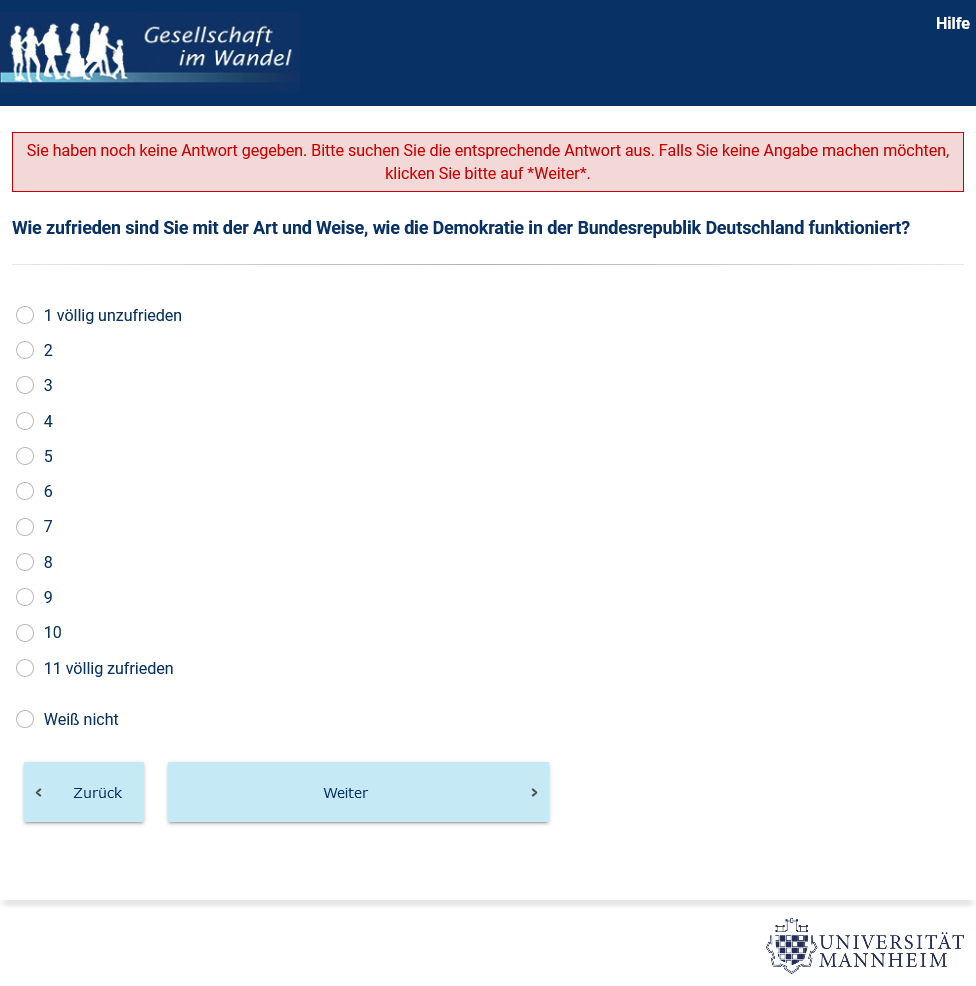 Gesellschaft
im Wandel
Hilfe
Sie haben noch keine Antwort gegeben. Bitte suchen Sie die entsprechende Antwort aus. Falls Sie keine Angabe machen möchten,
klicken Sie bitte auf *Weiter*.
Wie zufrieden sind Sie mit der Art und Weise, wie die Demokratie in der Bundesrepublik Deutschland funktioniert?
1 völlig unzufrieden
2
3
4
5
6
7
8
9
10
11 völlig zufrieden
Weiß nicht
Zurück
Weiter
UNIVERSITÄT
MANNHEIM